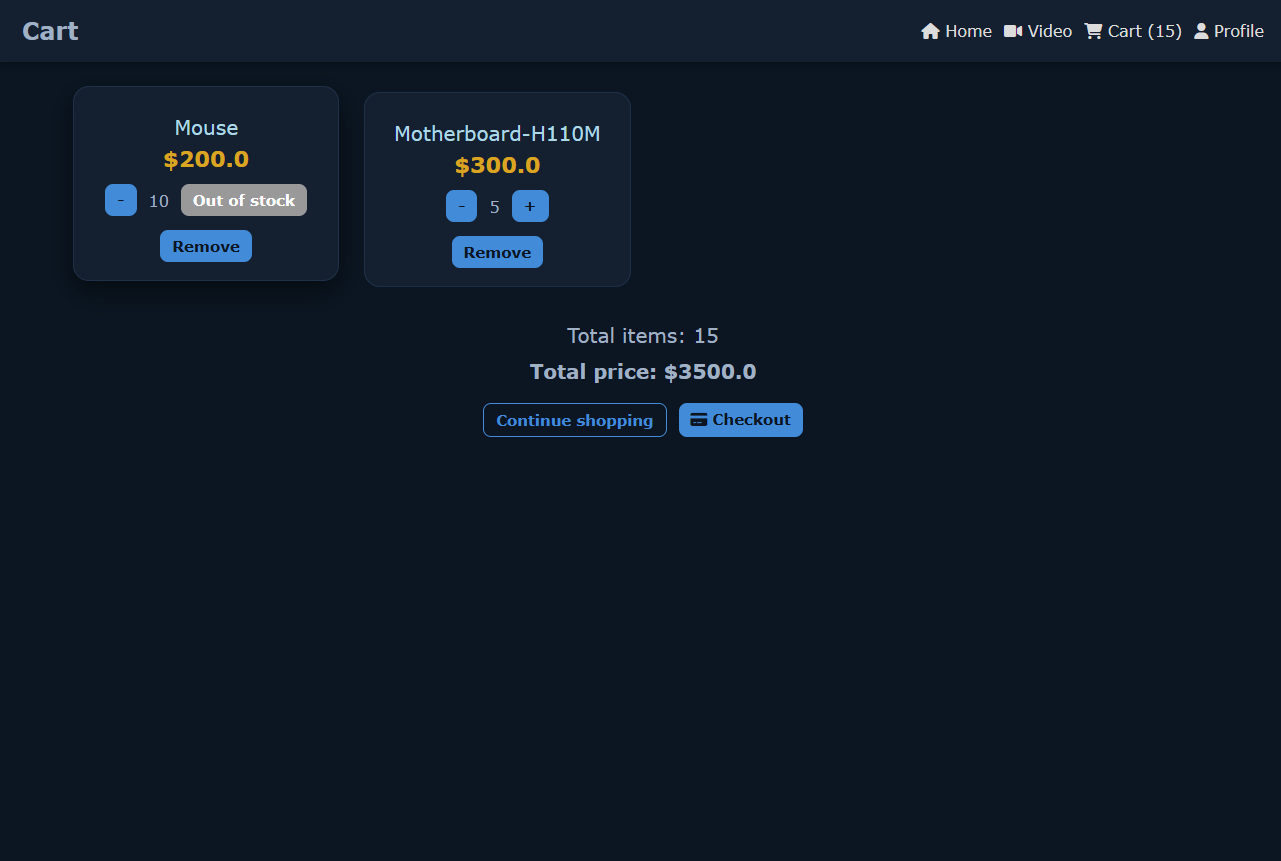 Cart
Home Video Cart (15) Profile
Mouse
$200.0
- 10 Out of stock
Remove
Motherboard-H110M
$300.0
- 5 +
Remove
Total items: 15
Total price: $3500.0
Continue shopping Checkout